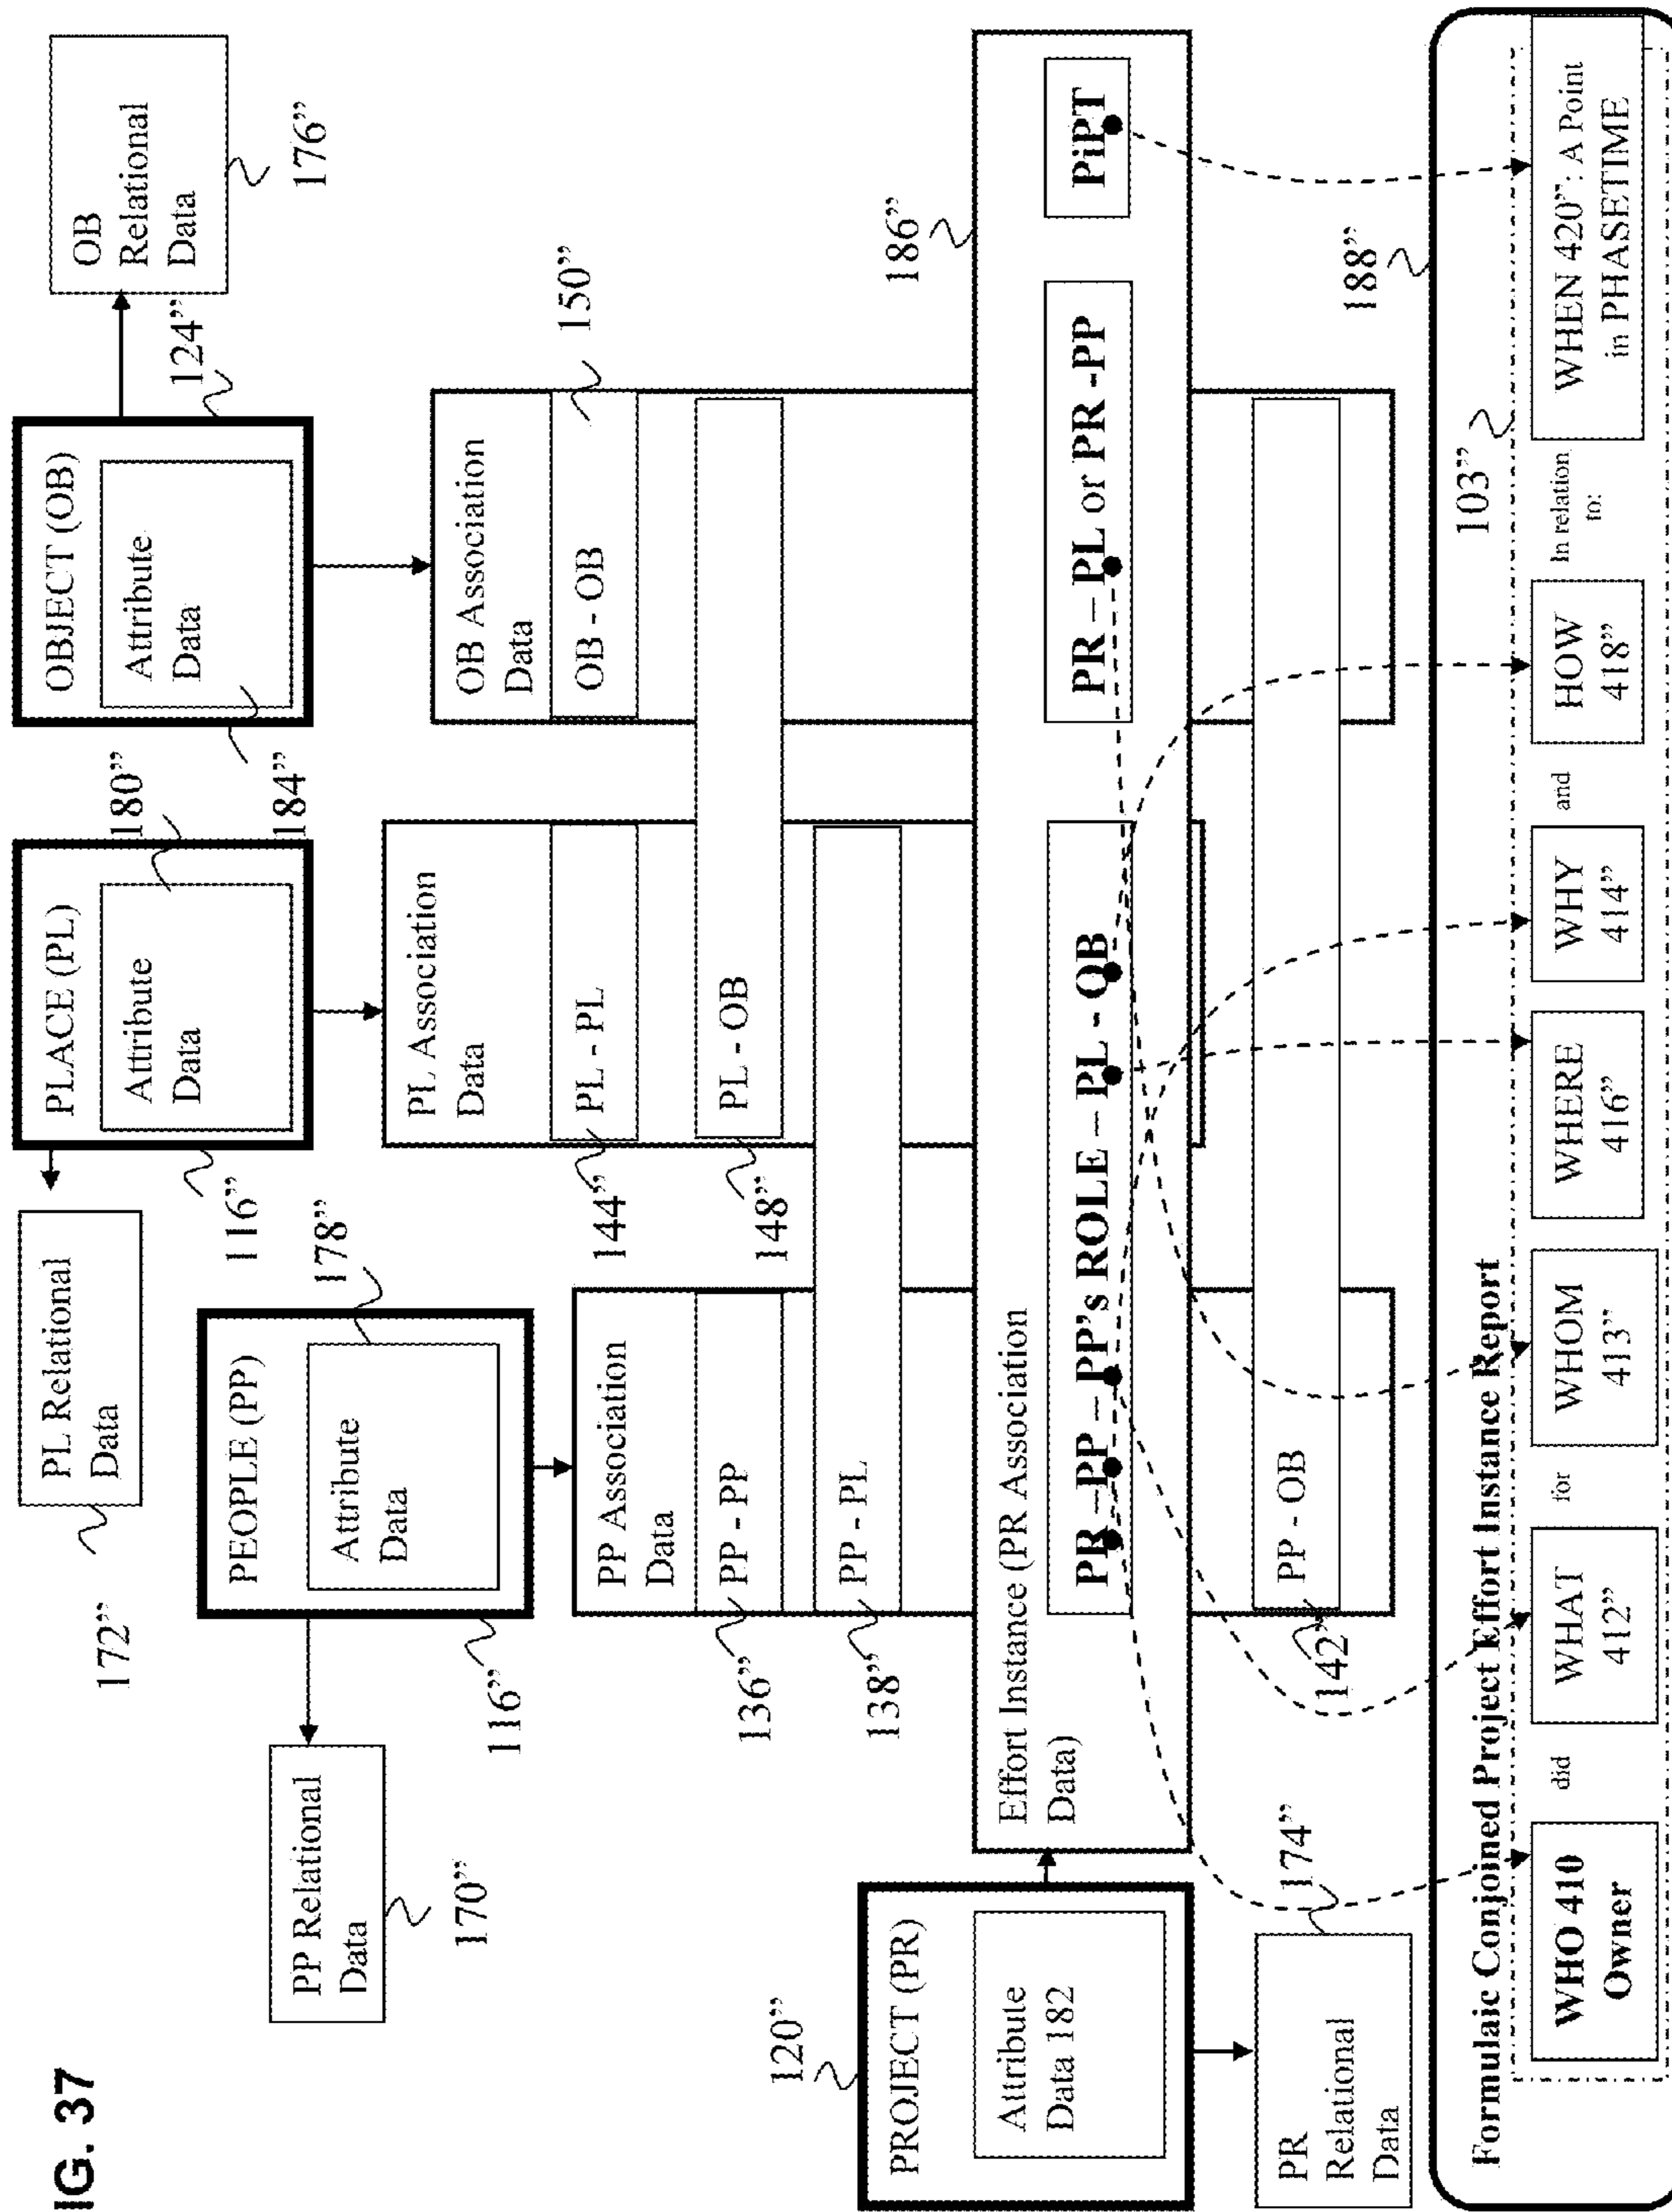 IG. 37
PL Relational
Data
172”
PLACE (PL)
Attribute
Data
180”
116”
OBJECT (OB)
Attribute
Data
184”
124”
OB
Relational
Data
176”
PEOPLE (PP)
Attribute
Data
178”
116”
PP Relational
Data
170”
PL Association
Data
PL - PL
144”
PL - OB
148”
OB Association
Data
OB - OB
150”
PP Association
Data
PP - PP
136”
PP - PL
138”
PROJECT (PR)
Attribute
Data 182
120”
PR
Relational
Data
174”
Effort Instance (PR Association
Data)
186”
PR – PP – PP’s ROLE – PL - OB
PR – PL or PR -PP
PiPT
PP - OB
142”
188”
103”
Formulaic Conjoined Project Effort Instance Report
WHO 410
Owner
did
WHAT
412”
for
WHOM
413”
WHERE
416”
WHY
414”
and
HOW
418”
In relation
to:
WHEN 420”: A Point
in PHASETIME